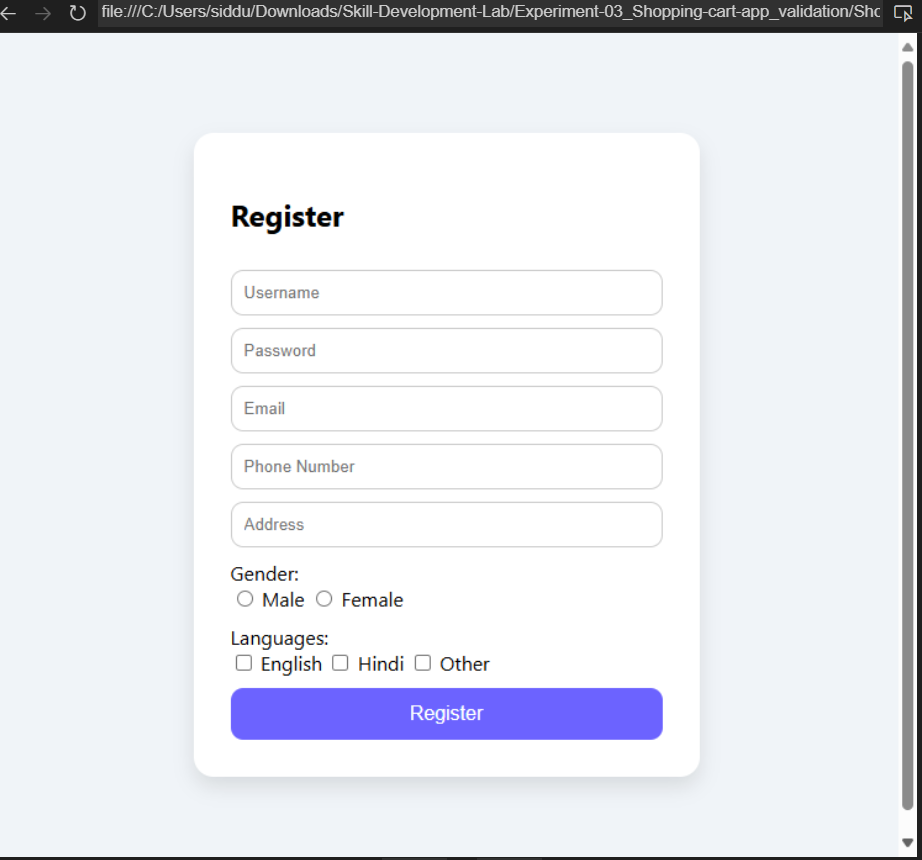 file:///C:/Users/siddu/Downloads/Skill-Development-Lab/Experiment-03_Shopping-cart-app_validation/Sho
Register
Username
Password
Email
Phone Number
Address
Gender:
Male Female
Languages:
English Hindi Other
Register